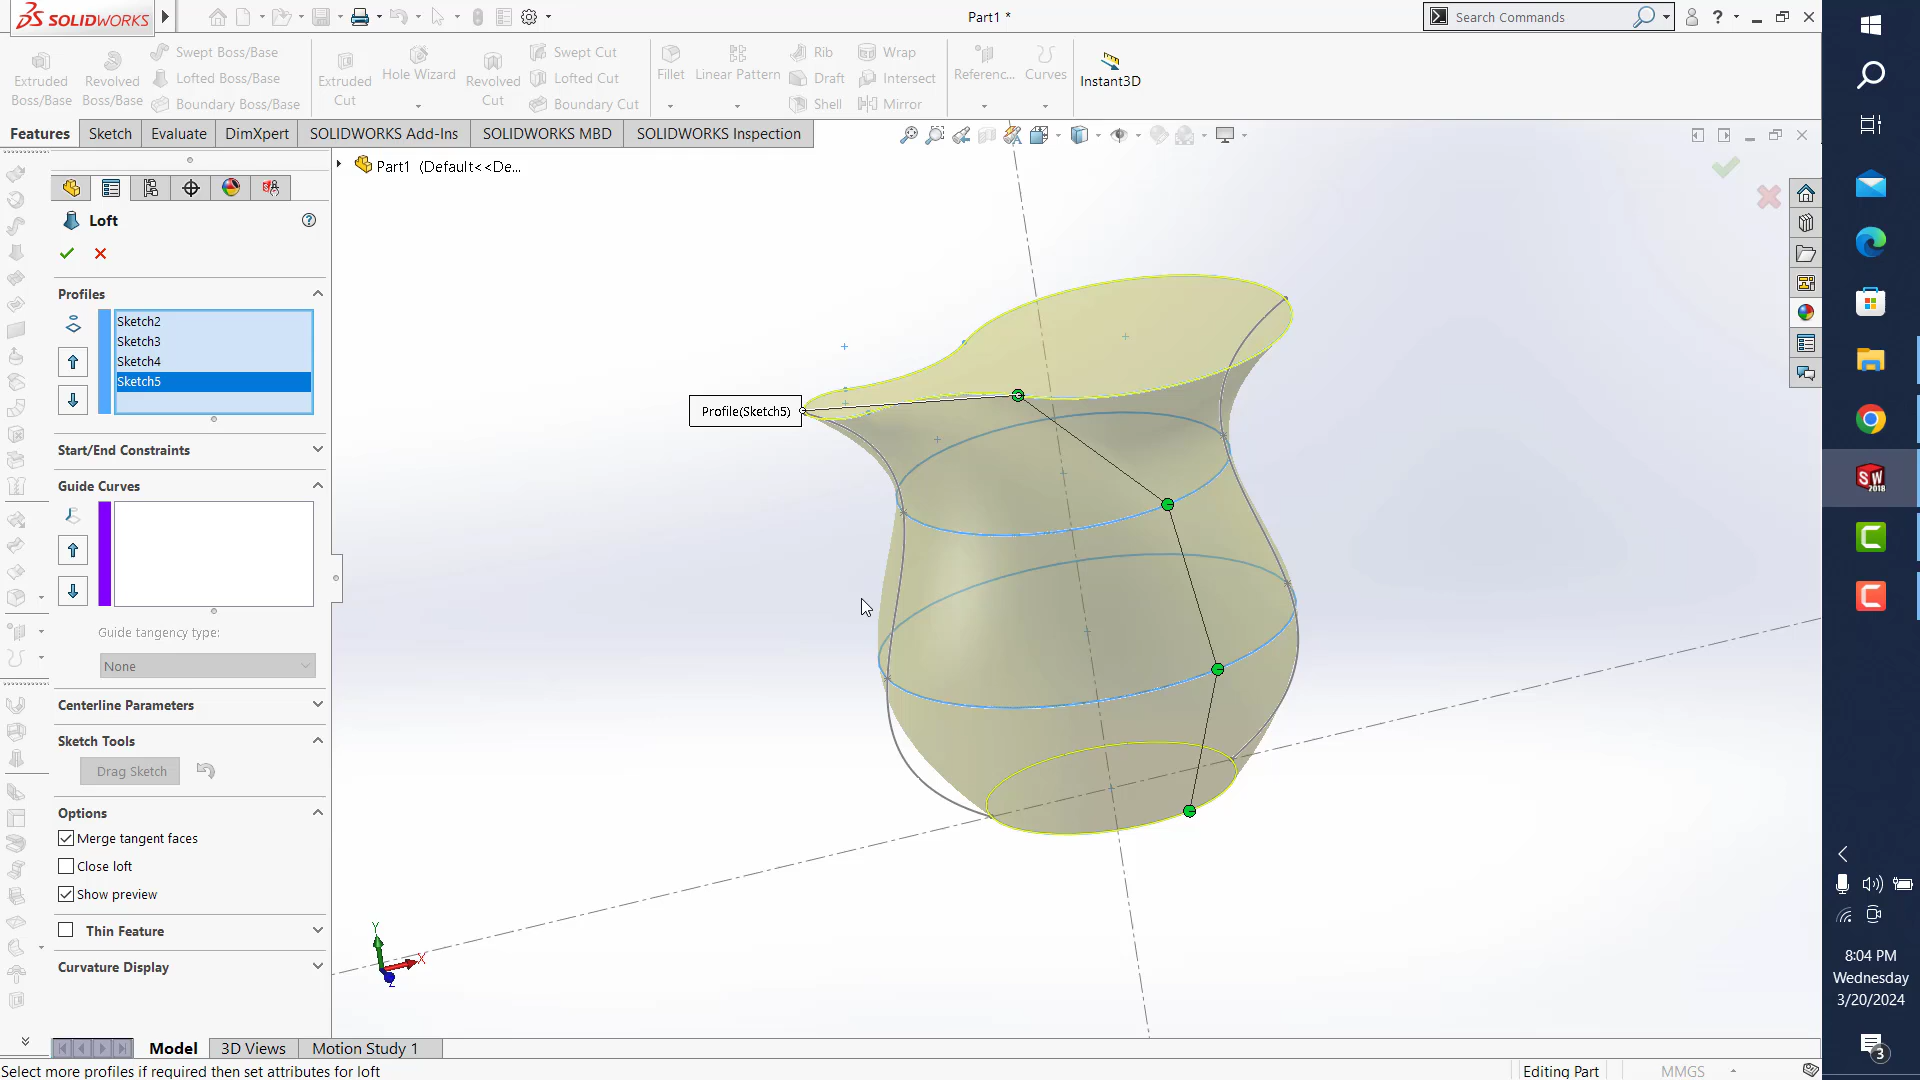 SOLIDWORKS
Part1 *
Search Commands
?
Extruded Boss/Base
Revolved Boss/Base
Swept Boss/Base
Lofted Boss/Base
Boundary Boss/Base
Extruded Cut
Hole Wizard
Revolved Cut
Swept Cut
Lofted Cut
Boundary Cut
Fillet
Linear Pattern
Rib
Draft
Shell
Wrap
Intersect
Mirror
Referenc...
Curves
Instant3D
Features
Sketch
Evaluate
DimXpert
SOLIDWORKS Add-Ins
SOLIDWORKS MBD
SOLIDWORKS Inspection
Part1 (Default<<De...
Loft
?
Profiles
Sketch2
Sketch3
Sketch4
Sketch5
Start/End Constraints
Guide Curves
Guide tangency type:
None
Centerline Parameters
Sketch Tools
Drag Sketch
Options
Merge tangent faces
Close loft
Show preview
Thin Feature
Curvature Display
Profile(Sketch5)
Y
X
Z
SW
2018
8:04 PM
Wednesday
3/20/2024
3
Model
3D Views
Motion Study 1
Select more profiles if required then set attributes for loft
Editing Part
MMGS